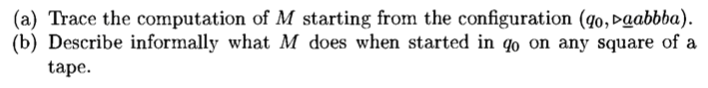 (a) Trace the computation of M starting from the configuration (q0, ▷aabbba).
(b) Describe informally what M does when started in q0 on any square of a
tape.